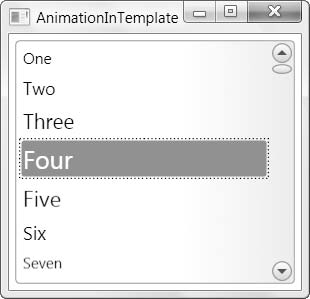 AnimationInTemplate
One
Two
Three
Four
Five
Six
Seven